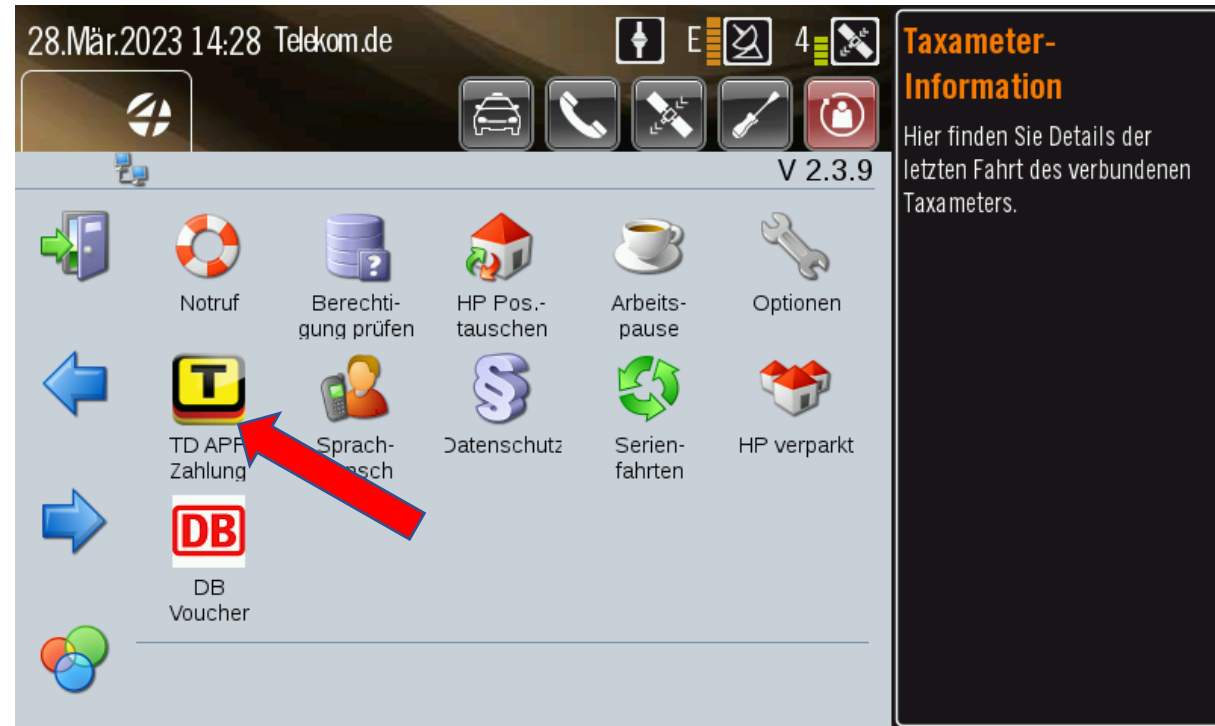 28.Mär.2023 14:28 Telekom.de
E
4
V 2.3.9
Notruf
Berechti-
gung prüfen
HP Pos.-
tauschen
Arbeits-
pause
Optionen
T
TD APP
Zahlung
Sprach-
Datenschutz
Serien-
fahrten
HP verparkt
DB
DB
Voucher
Taxameter-
Information
Hier finden Sie Details der
letzten Fahrt des verbundenen
Taxameters.